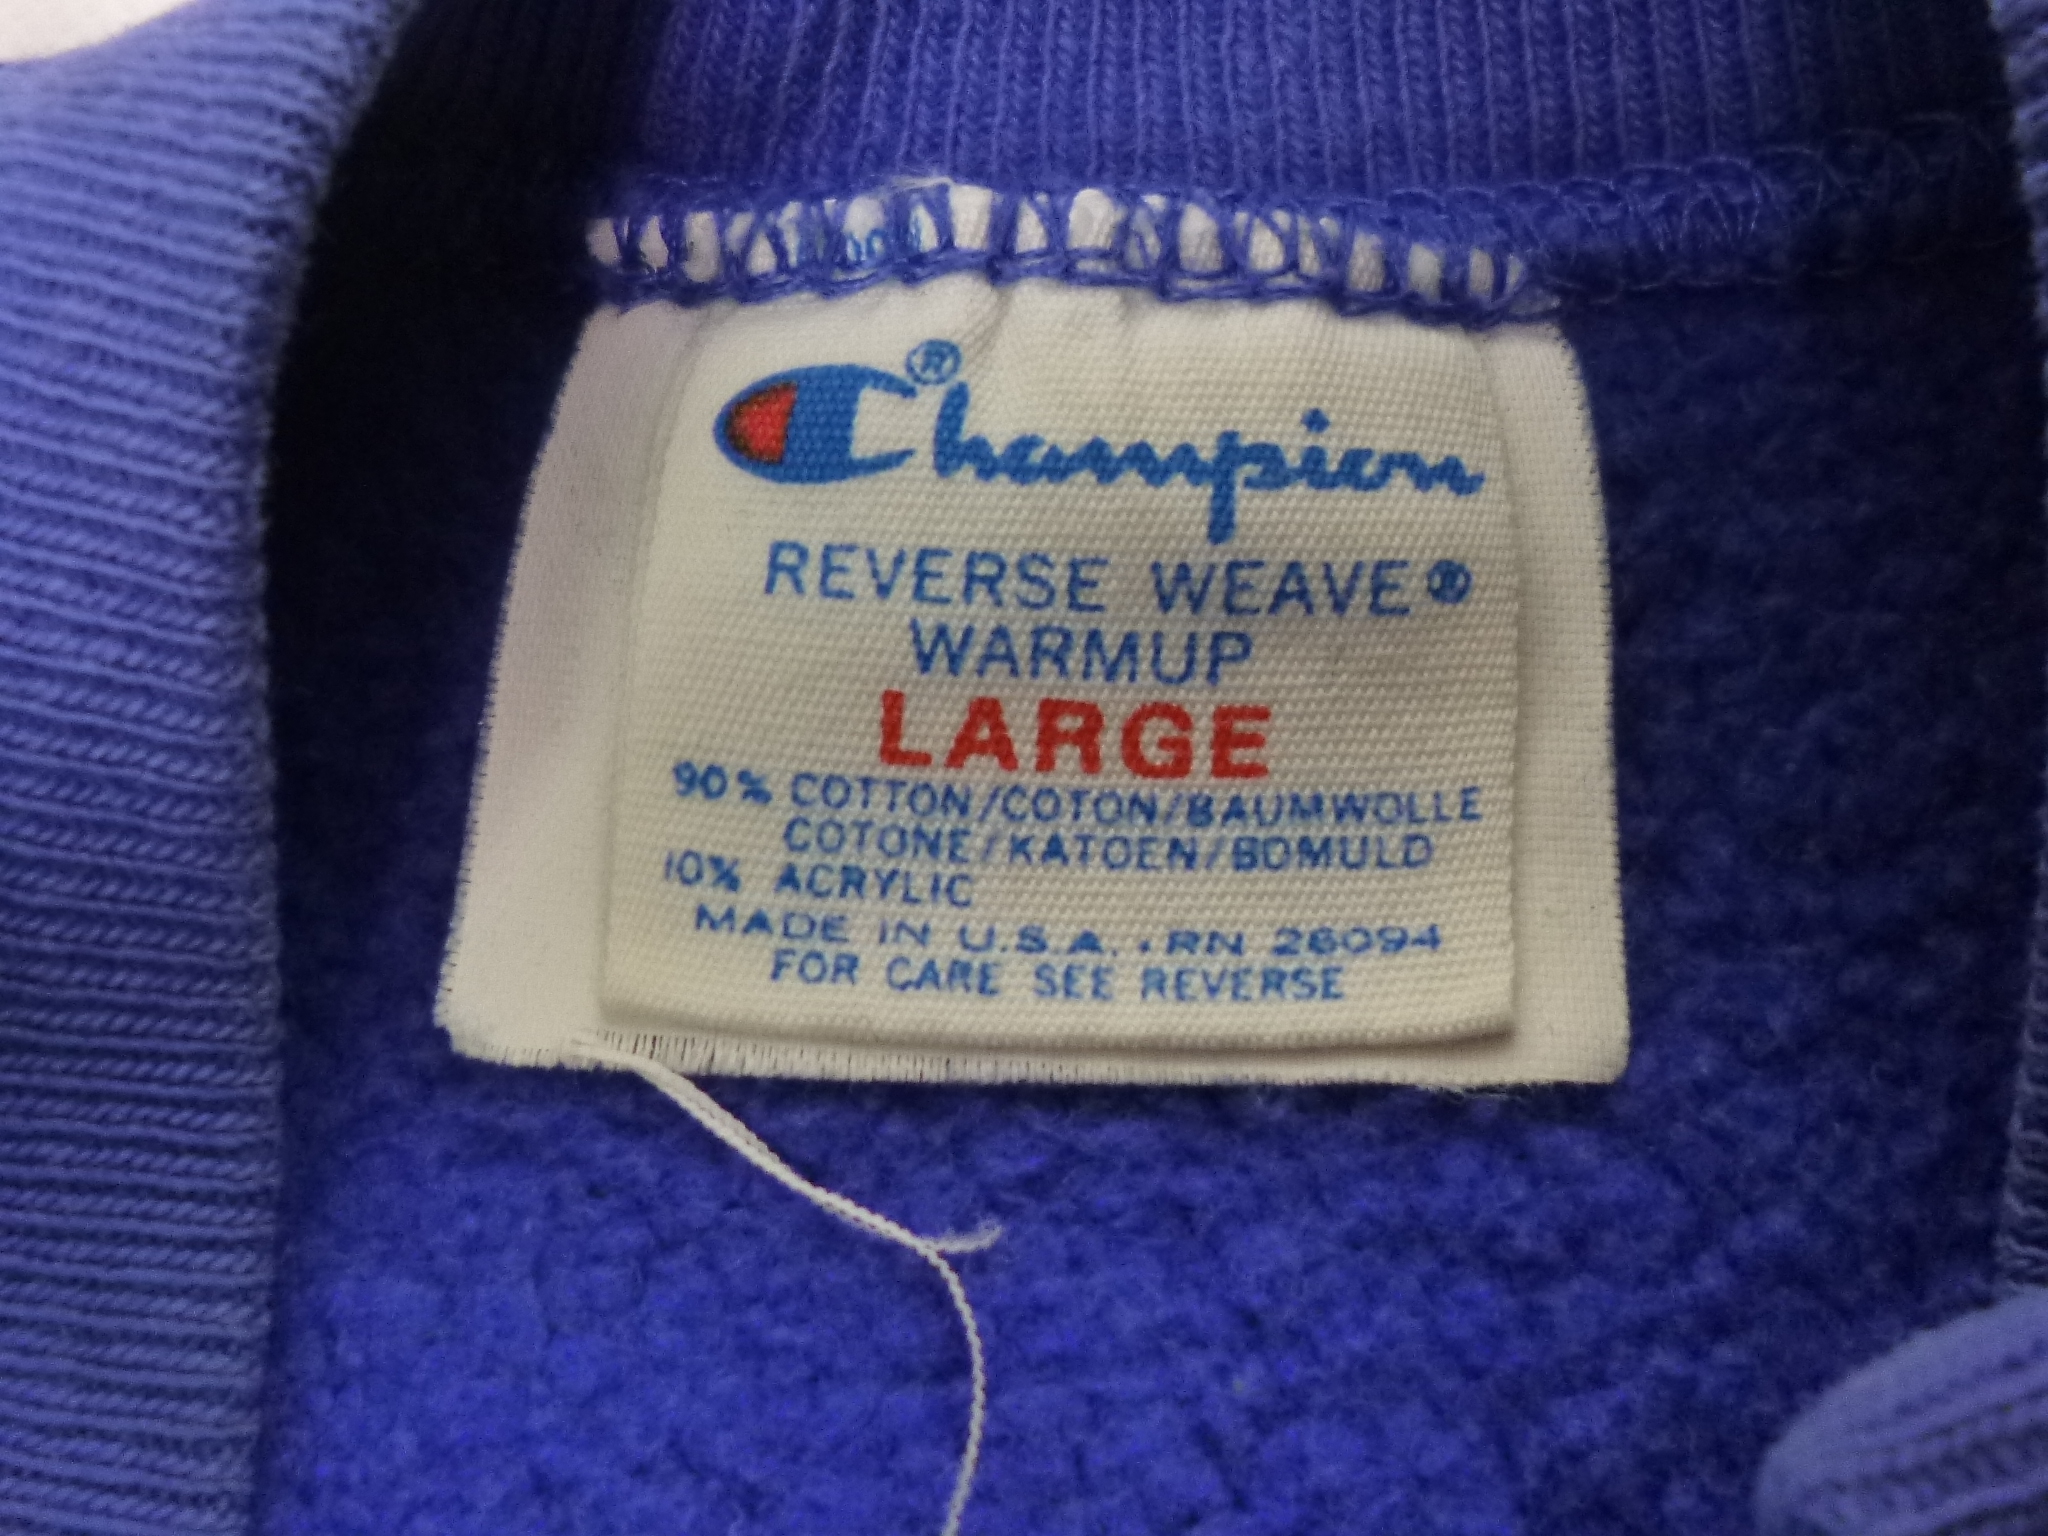 Champion®
REVERSE WEAVE®
WARMUP
LARGE
90% COTTON/COTON/BAUMWOLLE
COTONE/KATOEN/BOMULD
10% ACRYLIC
MADE IN U.S.A. · RN 26094
FOR CARE SEE REVERSE